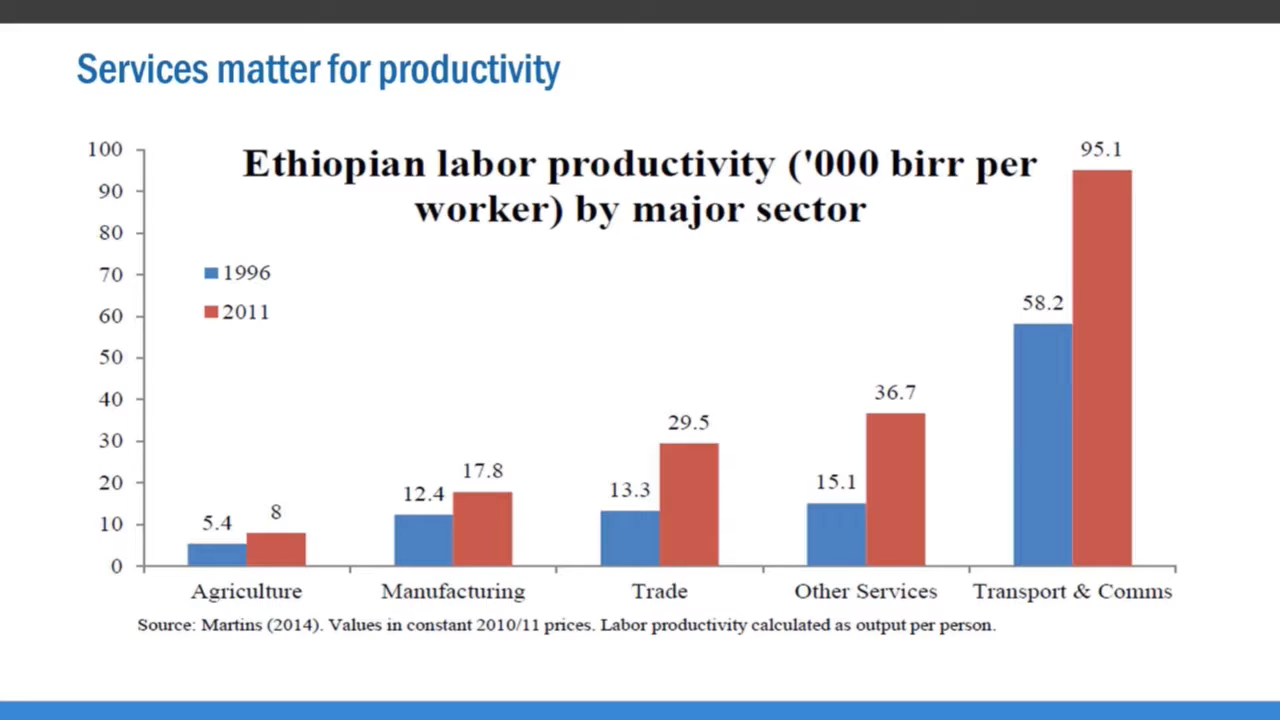 Services matter for productivity
Ethiopian labor productivity ('000 birr per
worker) by major sector
100
90
80
70
60
50
40
30
20
10
0
1996
2011
5.4
8
12.4
17.8
13.3
29.5
15.1
36.7
58.2
95.1
Agriculture
Manufacturing
Trade
Other Services
Transport & Comms
Source: Martins (2014). Values in constant 2010/11 prices. Labor productivity calculated as output per person.